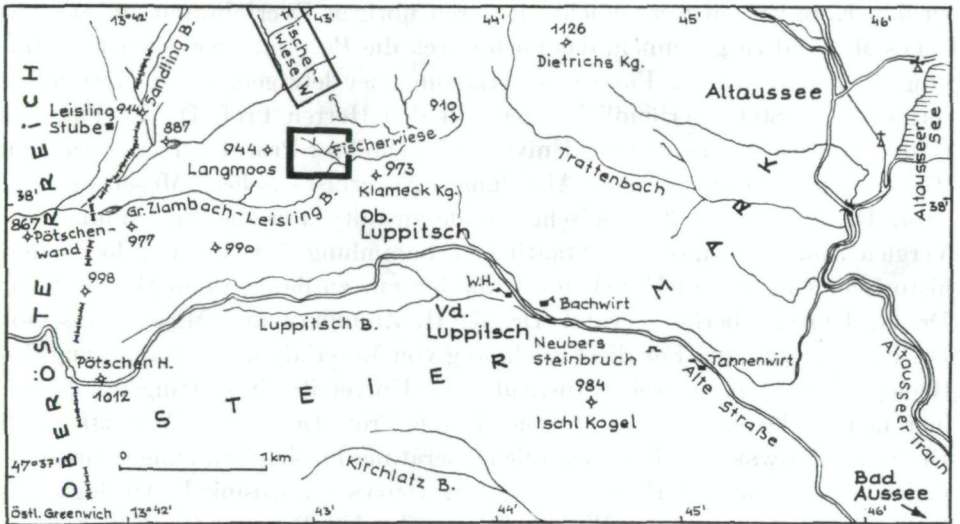 13°42'
43'
44'
45'
46'
1126
Dietrichs Kg.
Altaussee
Altausseer See
Sandling B.
Fischer-
wiese W.
Leisling
Stube
914
887
910
944
Fischerwiese
Langmoos
973
Hameck Kg.
Trattenbach
38'
38'
867
Gr. Zlambach-Leisling B.
Pötschen-
wand
977
990
Ob.
Luppitsch
998
W.H.
Bachwirt
Vd.
Luppitsch
Luppitsch B.
Neubers
Steinbruch
Tannenwirt
Pötschen H.
1012
984
Ischl Kogel
Alte Straße
Altausseer Traun
OBERÖSTERREICH
STEIERMARK
47°37'
0 1km
Kirchlatz B.
Bad
Aussee
Östl. Greenwich
13°42'
43'
44'
45'
46'